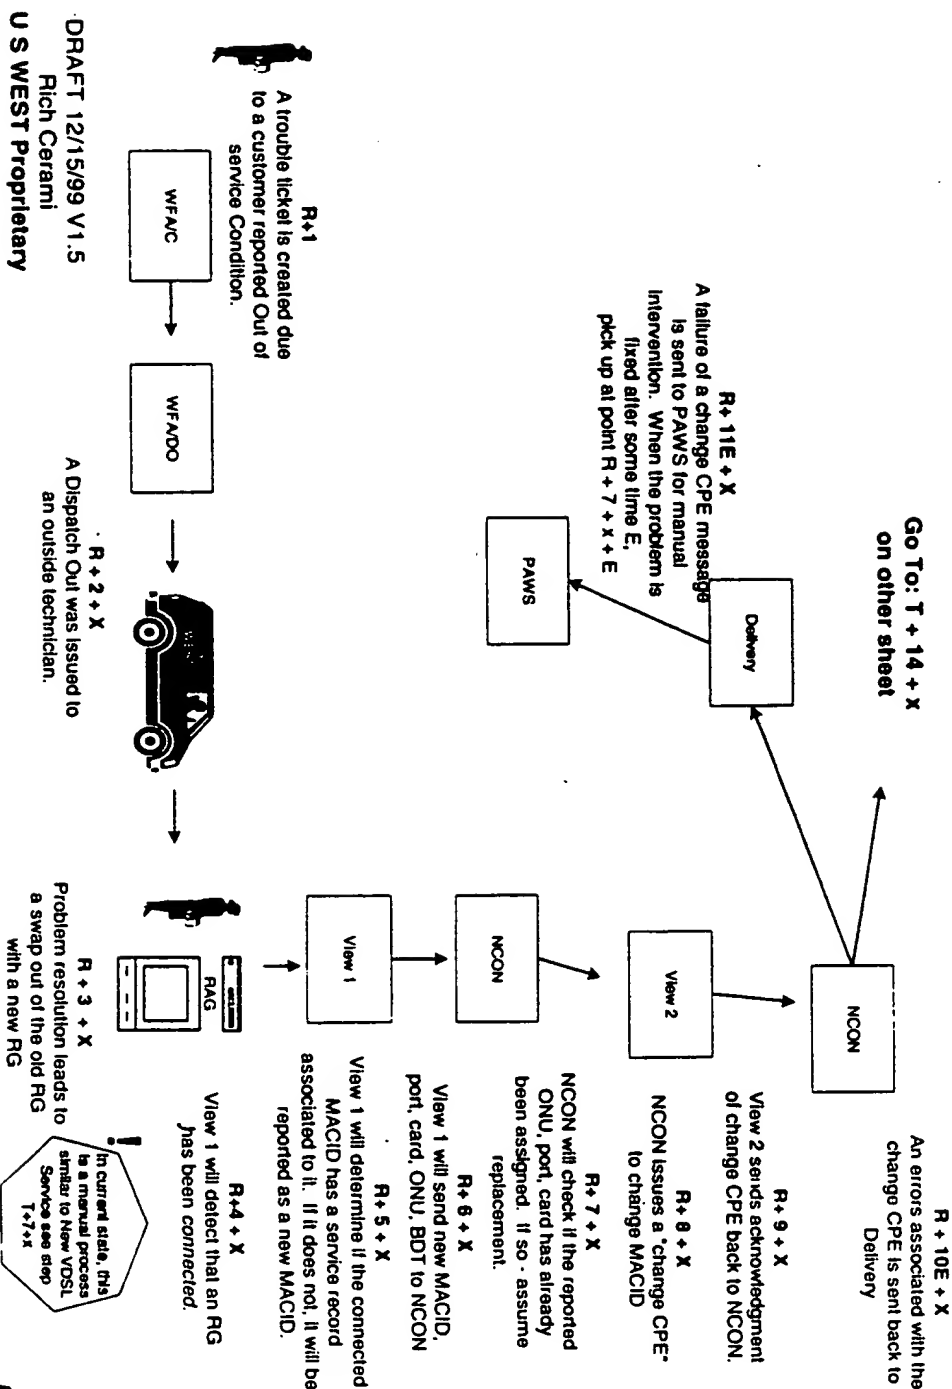 R+1
A trouble ticket is created due
to a customer reported Out of
service Condition.
WFA/C
WFA/DO
R + 2 + X
A Dispatch Out was issued to
an outside technician.
R + 3 + X
Problem resolution leads to
a swap out of the old RG
with a new RG
RAG
In current state, this
is a manual process
similar to New VDSL
Service see step
T+7+X
!
R+4 + X
View 1 will detect that an RG
has been connected.
View 1
R+ 5 + X
View 1 will determine if the connected
MACID has a service record
associated to it. If it does not, it will be
reported as a new MACID.
R+ 6 + X
View 1 will send new MACID,
port, card, ONU, BDT to NCON
NCON
R+ 7 + X
NCON will check if the reported
ONU, port, card has already
been assigned. If so - assume
replacement.
View 2
R+ 8 + X
NCON issues a "change CPE"
to change MACID
R+ 9 + X
View 2 sends acknowledgment
of change CPE back to NCON.
NCON
R + 10E + X
An errors associated with the
change CPE is sent back to
Delivery
Go To: T + 14 + x
on other sheet
Delivery
R+ 11E + X
A failure of a change CPE message
is sent to PAWS for manual
intervention. When the problem is
fixed after some time E,
pick up at point R + 7 + x + E
PAWS
DRAFT 12/15/99 V1.5
Rich Cerami
U S WEST Proprietary